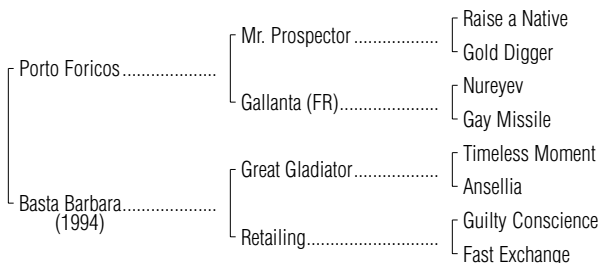 Raise a Native
Mr. Prospector ..................
Gold Digger
Porto Foricos ....................
Nureyev
Gallanta (FR).....................
Gay Missile
Timeless Moment
Great Gladiator..................
Ansellia
Basta Barbara....................
(1994)
Guilty Conscience
Retailing............................
Fast Exchange